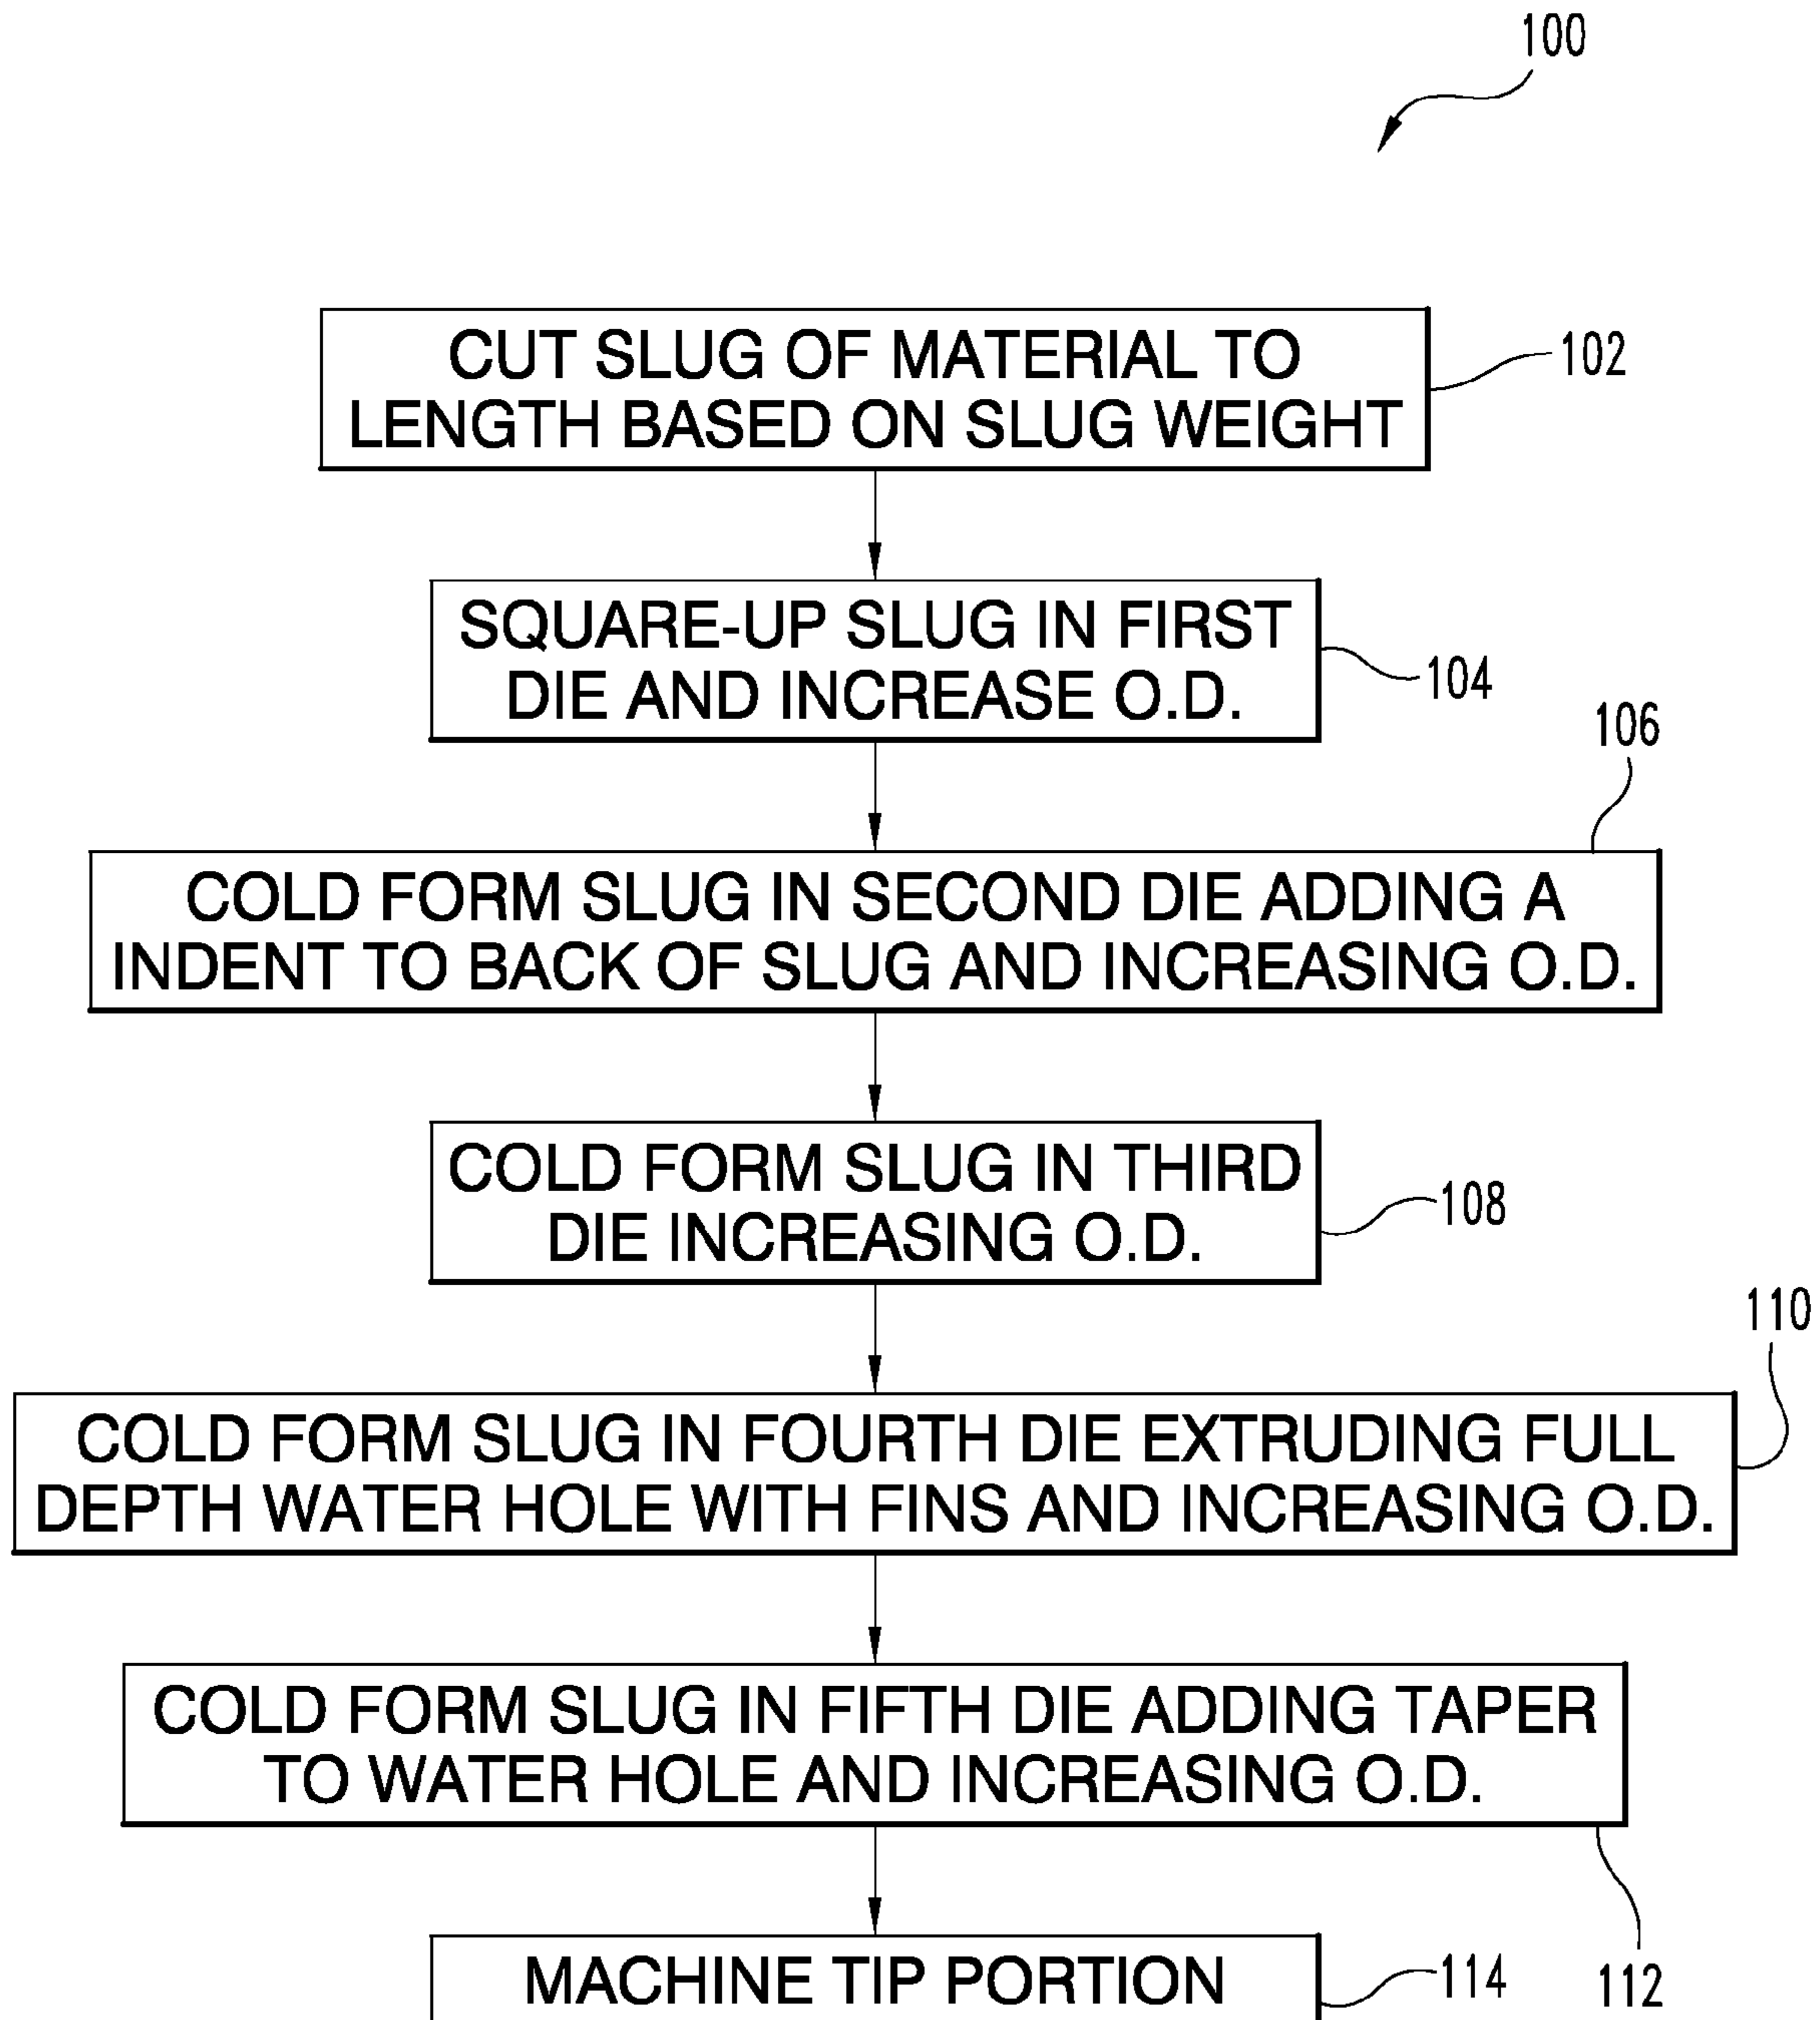 100
CUT SLUG OF MATERIAL TO
LENGTH BASED ON SLUG WEIGHT
102
SQUARE-UP SLUG IN FIRST
DIE AND INCREASE O.D.
104
106
COLD FORM SLUG IN SECOND DIE ADDING A
INDENT TO BACK OF SLUG AND INCREASING O.D.
COLD FORM SLUG IN THIRD
DIE INCREASING O.D.
108
110
COLD FORM SLUG IN FOURTH DIE EXTRUDING FULL
DEPTH WATER HOLE WITH FINS AND INCREASING O.D.
COLD FORM SLUG IN FIFTH DIE ADDING TAPER
TO WATER HOLE AND INCREASING O.D.
112
MACHINE TIP PORTION
114